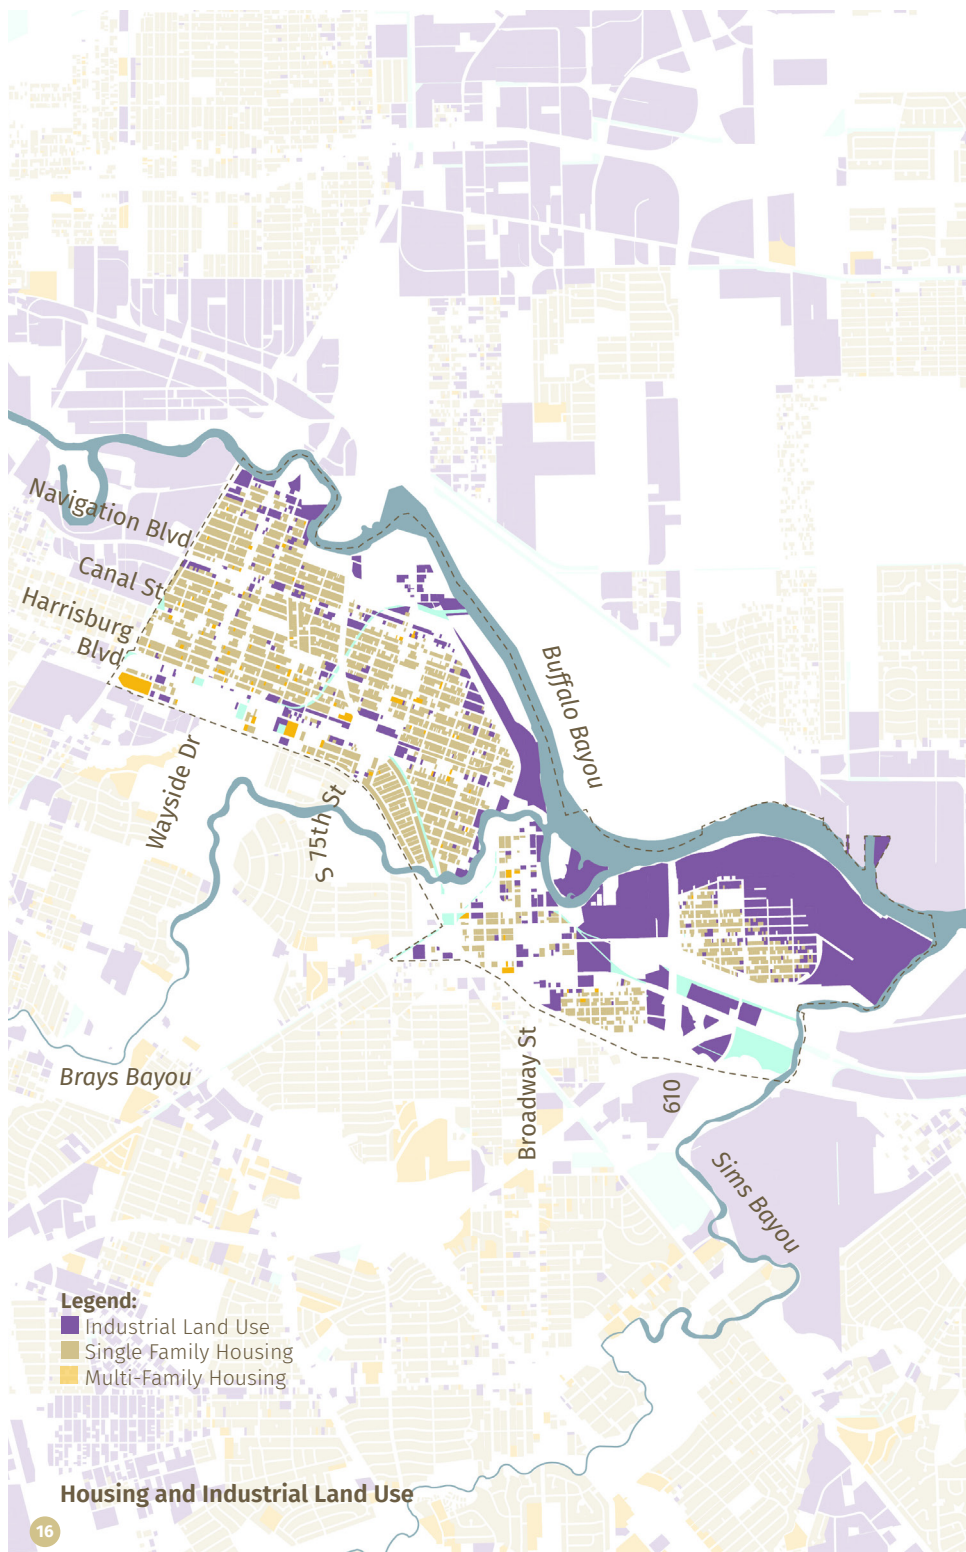 Navigation Blvd
Canal St
Harrisburg
Blvd
Buffalo Bayou
Wayside Dr
S 75th St
Brays Bayou
Broadway St
610
Sims Bayou
Legend:
Industrial Land Use
Single Family Housing
Multi-Family Housing
Housing and Industrial Land Use
16